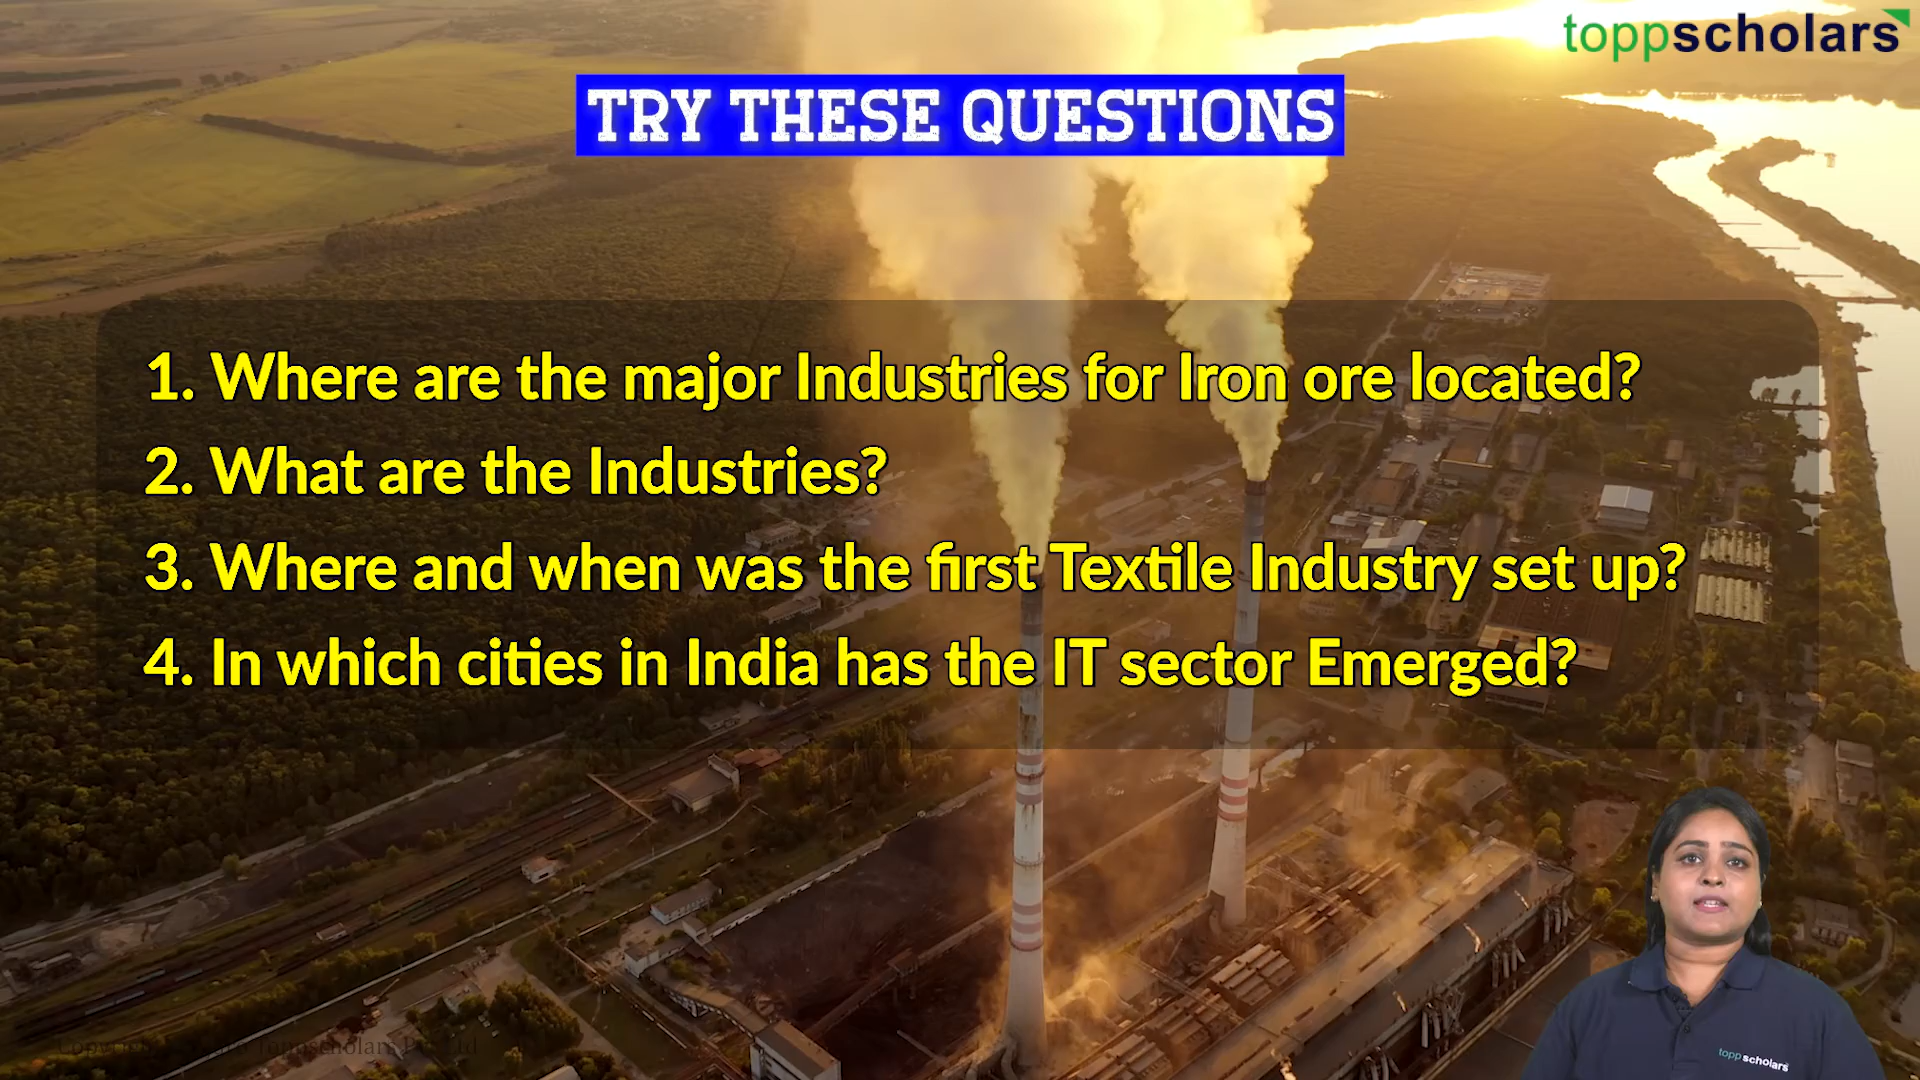 toppscholars
TRY THESE QUESTIONS
1. Where are the major Industries for Iron ore located?
2. What are the Industries?
3. Where and when was the first Textile Industry set up?
4. In which cities in India has the IT sector Emerged?
toppscholars